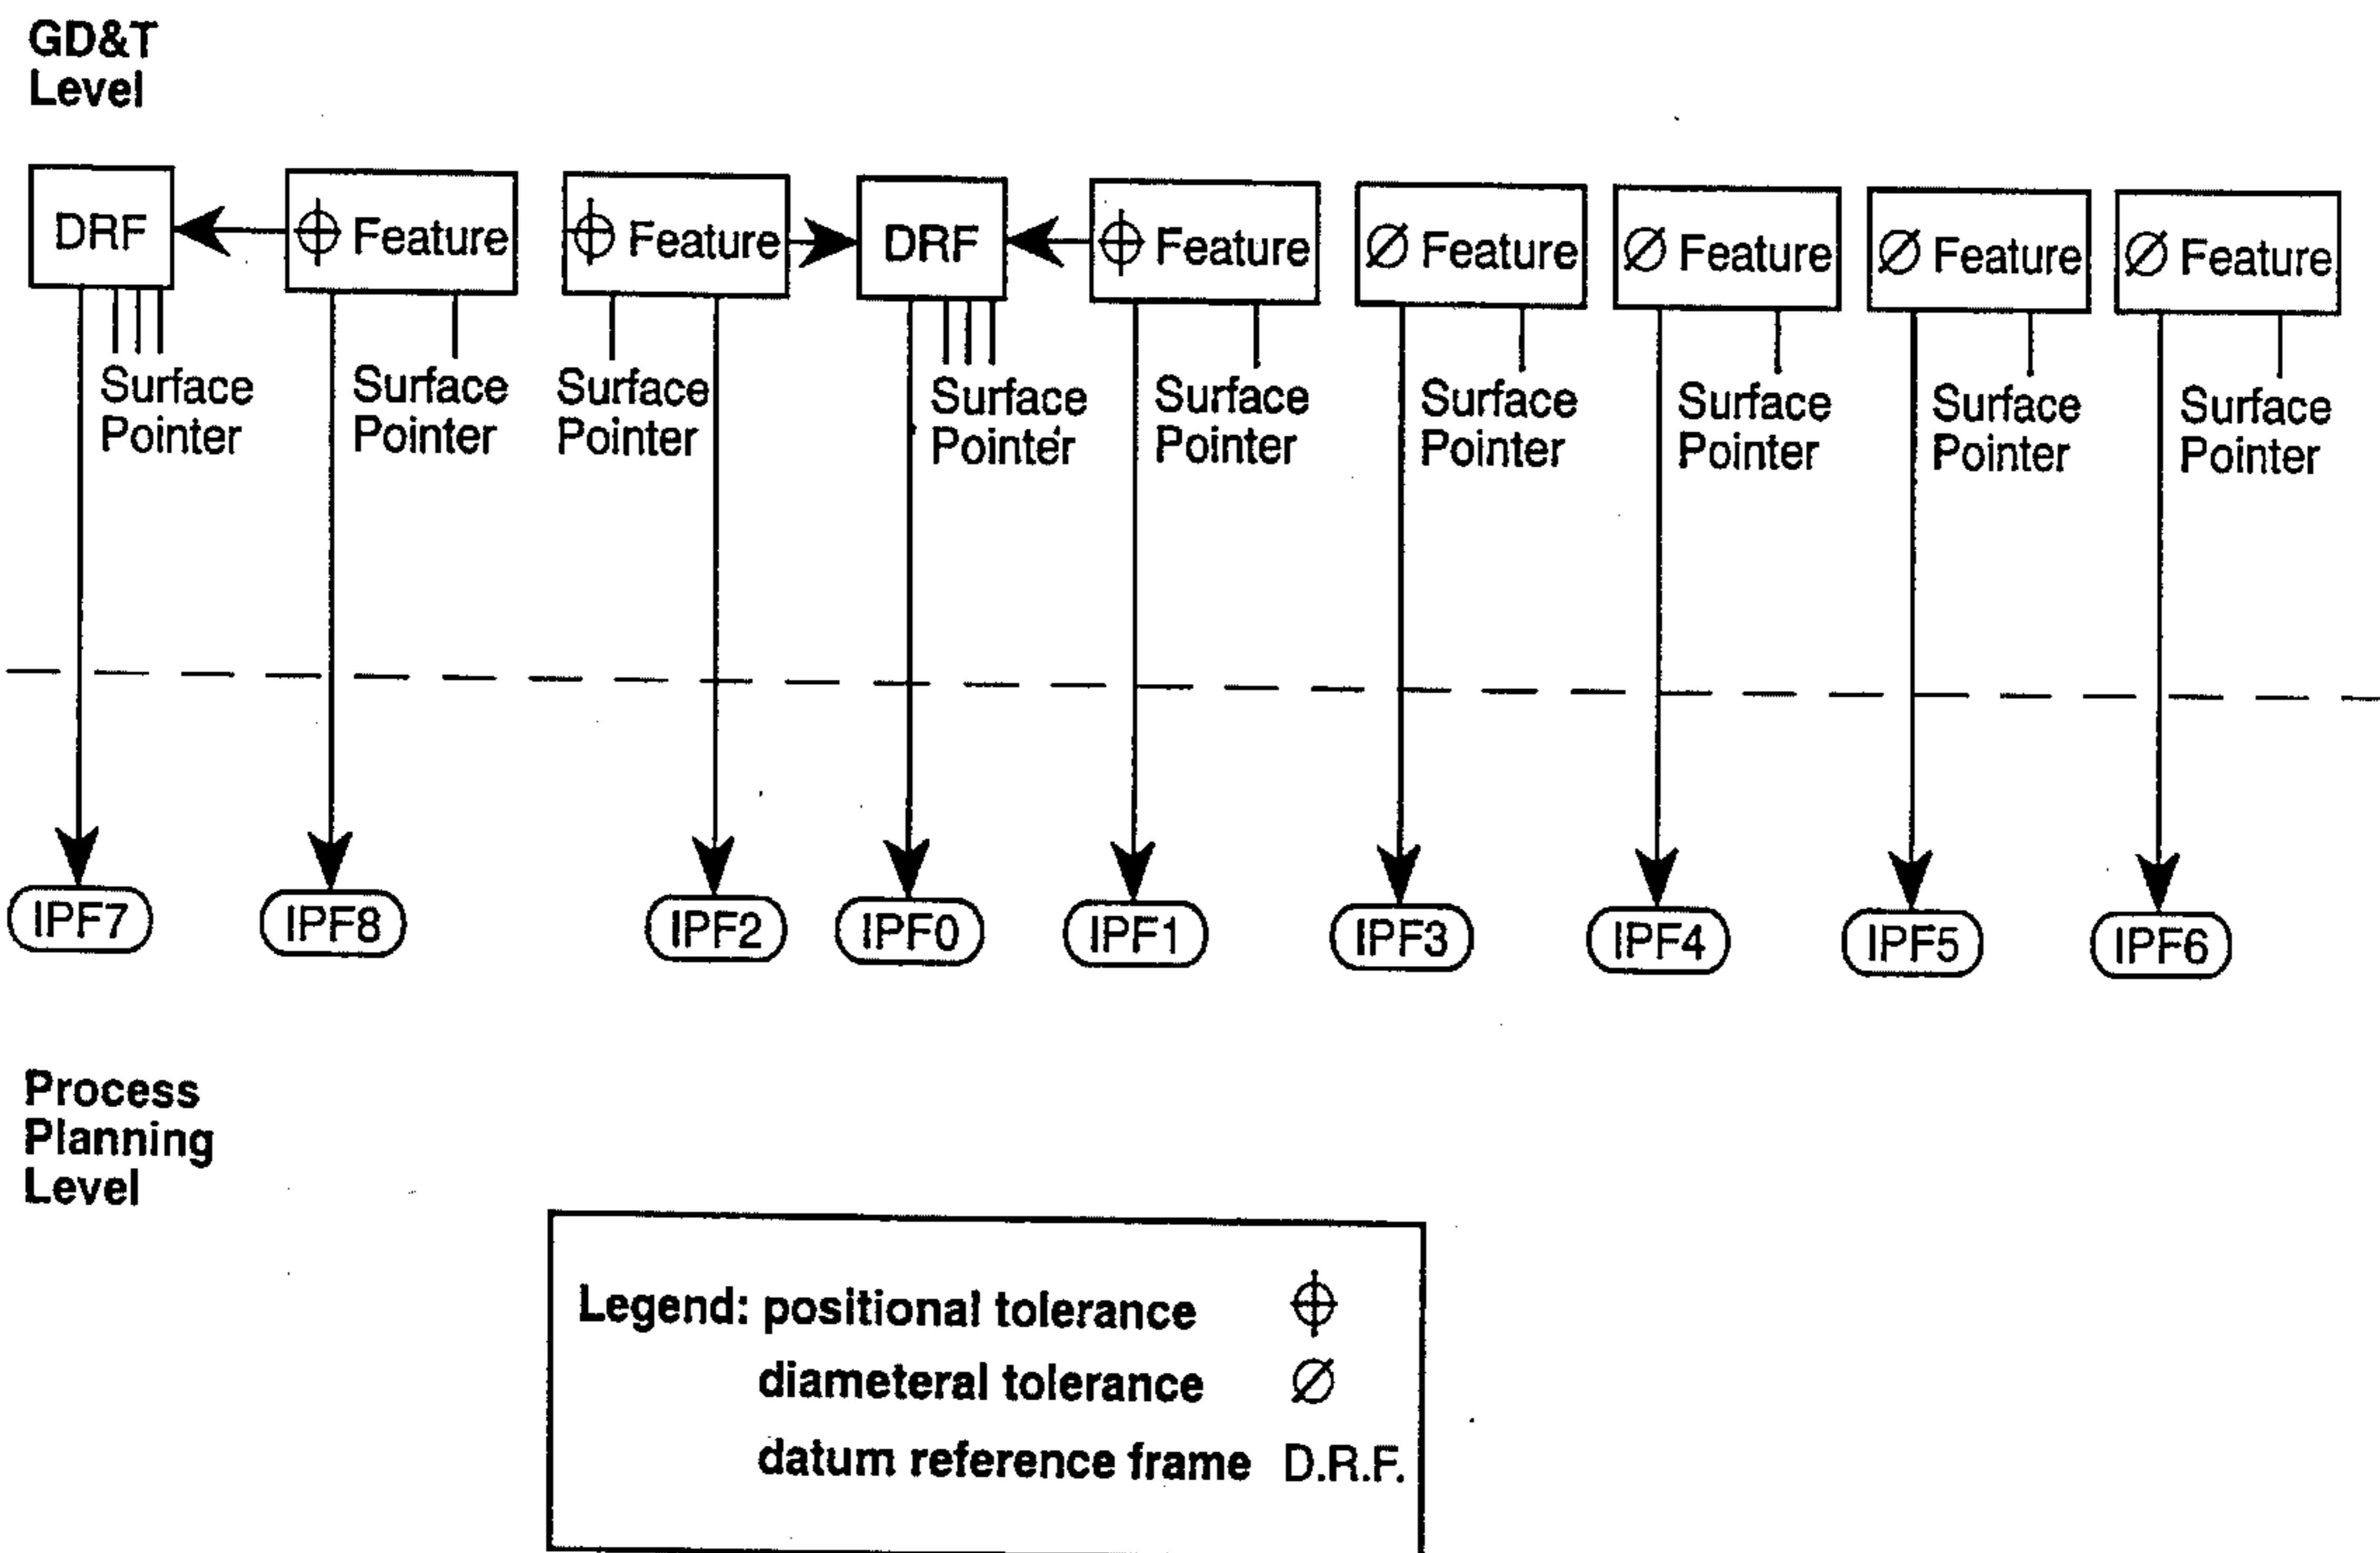 GD&T
Level
DRF
⌖ Feature
⌖ Feature
DRF
⌖ Feature
∅ Feature
∅ Feature
∅ Feature
∅ Feature
Surface
Pointer
Surface
Pointer
Surface
Pointer
Surface
Pointer
Surface
Pointer
Surface
Pointer
Surface
Pointer
Surface
Pointer
Surface
Pointer
IPF7
IPF8
IPF2
IPF0
IPF1
IPF3
IPF4
IPF5
IPF6
Process
Planning
Level
Legend: positional tolerance ⌖
diameteral tolerance ∅
datum reference frame D.R.F.